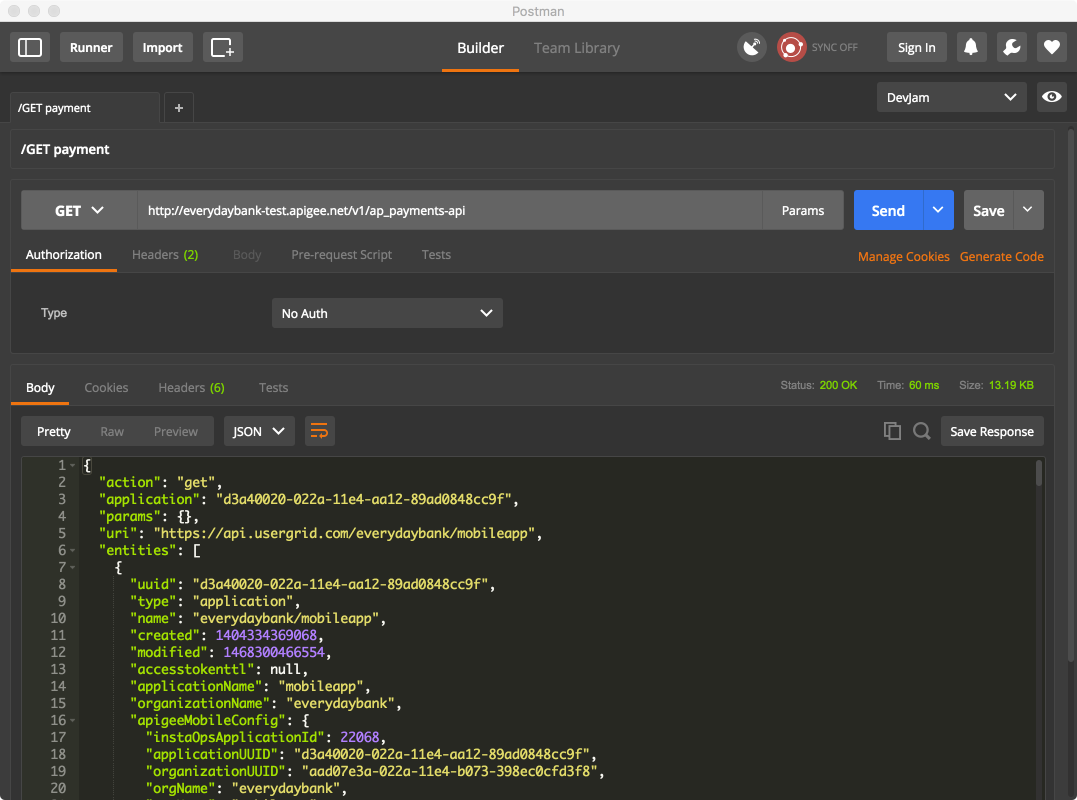 Postman
Runner Import Builder Team Library SYNC OFF Sign In
/GET payment + DevJam
/GET payment
GET http://everydaybank-test.apigee.net/v1/ap_payments-api Params Send Save
Authorization Headers (2) Body Pre-request Script Tests Manage Cookies Generate Code
Type No Auth
Body Cookies Headers (6) Tests Status: 200 OK Time: 60 ms Size: 13.19 KB
Pretty Raw Preview JSON Save Response
1 {
2 "action": "get",
3 "application": "d3a40020-022a-11e4-aa12-89ad0848cc9f",
4 "params": {},
5 "uri": "https://api.usergrid.com/everydaybank/mobileapp",
6 "entities": [
7 {
8 "uuid": "d3a40020-022a-11e4-aa12-89ad0848cc9f",
9 "type": "application",
10 "name": "everydaybank/mobileapp",
11 "created": 1404334369068,
12 "modified": 1468300466554,
13 "accesstokenttl": null,
14 "applicationName": "mobileapp",
15 "organizationName": "everydaybank",
16 "apigeeMobileConfig": {
17 "instaOpsApplicationId": 22068,
18 "applicationUUID": "d3a40020-022a-11e4-aa12-89ad0848cc9f",
19 "organizationUUID": "aad07e3a-022a-11e4-b073-398ec0cfd3f8",
20 "orgName": "everydaybank",